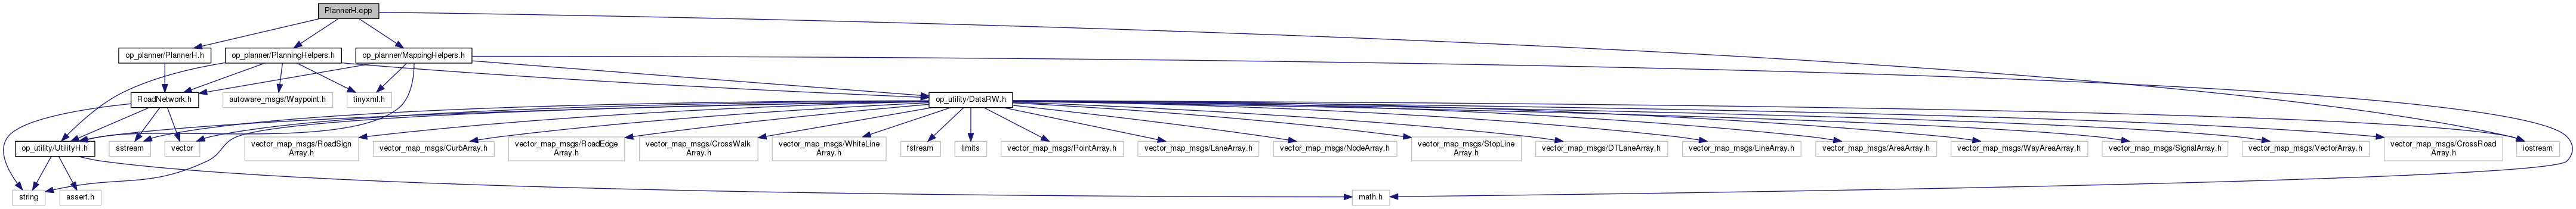 PlannerH.cpp
op_planner/PlannerH.h
op_planner/PlanningHelpers.h
op_planner/MappingHelpers.h
RoadNetwork.h
autoware_msgs/Waypoint.h
tinyxml.h
op_utility/DataRW.h
op_utility/UtilityH.h
sstream
vector
vector_map_msgs/RoadSign
Array.h
vector_map_msgs/CurbArray.h
vector_map_msgs/RoadEdge
Array.h
vector_map_msgs/CrossWalk
Array.h
vector_map_msgs/WhiteLine
Array.h
fstream
limits
vector_map_msgs/PointArray.h
vector_map_msgs/LaneArray.h
vector_map_msgs/NodeArray.h
vector_map_msgs/StopLine
Array.h
vector_map_msgs/DTLaneArray.h
vector_map_msgs/LineArray.h
vector_map_msgs/AreaArray.h
vector_map_msgs/WayAreaArray.h
vector_map_msgs/SignalArray.h
vector_map_msgs/VectorArray.h
vector_map_msgs/CrossRoad
Array.h
iostream
string
assert.h
math.h